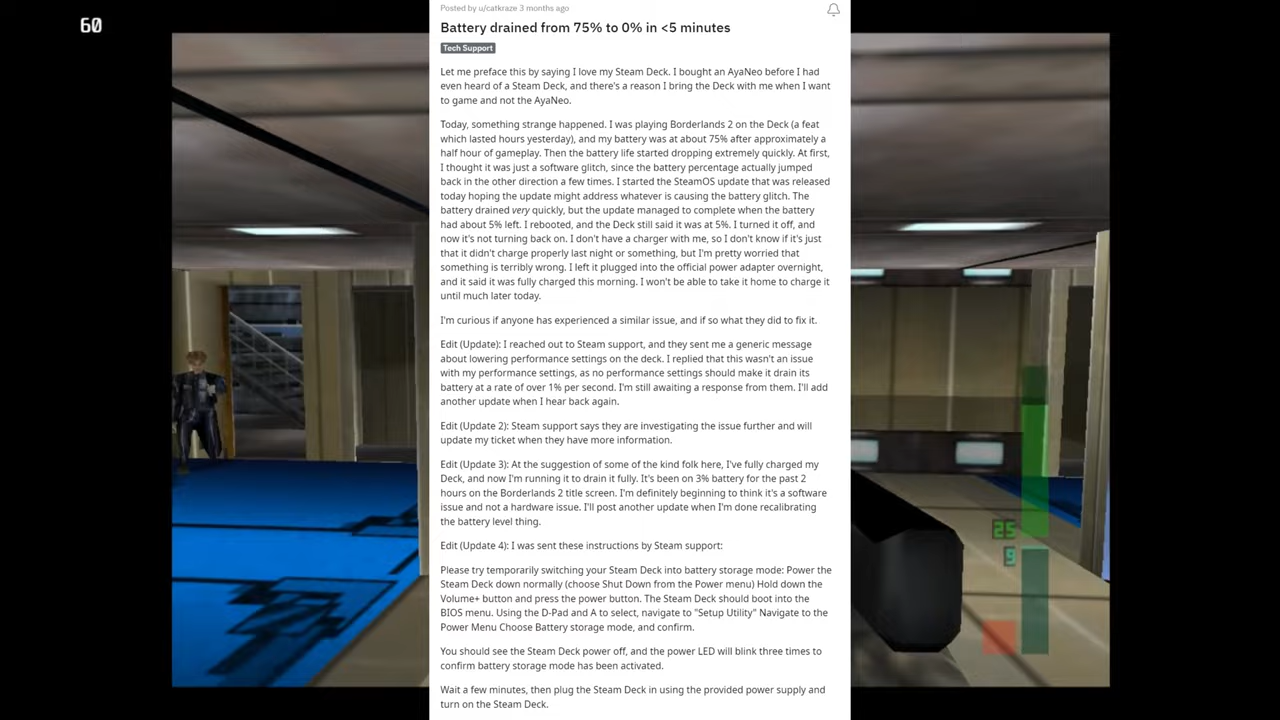 60
Posted by u/catkraze 3 months ago
Battery drained from 75% to 0% in <5 minutes
Tech Support
Let me preface this by saying I love my Steam Deck. I bought an AyaNeo before I had
even heard of a Steam Deck, and there's a reason I bring the Deck with me when I want
to game and not the AyaNeo.
Today, something strange happened. I was playing Borderlands 2 on the Deck (a feat
which lasted hours yesterday), and my battery was at about 75% after approximately a
half hour of gameplay. Then the battery life started dropping extremely quickly. At first,
I thought it was just a software glitch, since the battery percentage actually jumped
back in the other direction a few times. I started the SteamOS update that was released
today hoping the update might address whatever is causing the battery glitch. The
battery drained very quickly, but the update managed to complete when the battery
had about 5% left. I rebooted, and the Deck still said it was at 5%. I turned it off, and
now it's not turning back on. I don't have a charger with me, so I don't know if it's just
that it didn't charge properly last night or something, but I'm pretty worried that
something is terribly wrong. I left it plugged into the official power adapter overnight,
and it said it was fully charged this morning. I won't be able to take it home to charge it
until much later today.
I'm curious if anyone has experienced a similar issue, and if so what they did to fix it.
Edit (Update): I reached out to Steam support, and they sent me a generic message
about lowering performance settings on the deck. I replied that this wasn't an issue
with my performance settings, as no performance settings should make it drain its
battery at a rate of over 1% per second. I'm still awaiting a response from them. I'll add
another update when I hear back again.
Edit (Update 2): Steam support says they are investigating the issue further and will
update my ticket when they have more information.
Edit (Update 3): At the suggestion of some of the kind folk here, I've fully charged my
Deck, and now I'm running it to drain it fully. It's been on 3% battery for the past 2
hours on the Borderlands 2 title screen. I'm definitely beginning to think it's a software
issue and not a hardware issue. I'll post another update when I'm done recalibrating
the battery level thing.
Edit (Update 4): I was sent these instructions by Steam support:
Please try temporarily switching your Steam Deck into battery storage mode: Power the
Steam Deck down normally (choose Shut Down from the Power menu) Hold down the
Volume+ button and press the power button. The Steam Deck should boot into the
BIOS menu. Using the D-Pad and A to select, navigate to "Setup Utility" Navigate to the
Power Menu Choose Battery storage mode, and confirm.
You should see the Steam Deck power off, and the power LED will blink three times to
confirm battery storage mode has been activated.
Wait a few minutes, then plug the Steam Deck in using the provided power supply and
turn on the Steam Deck.
25
9